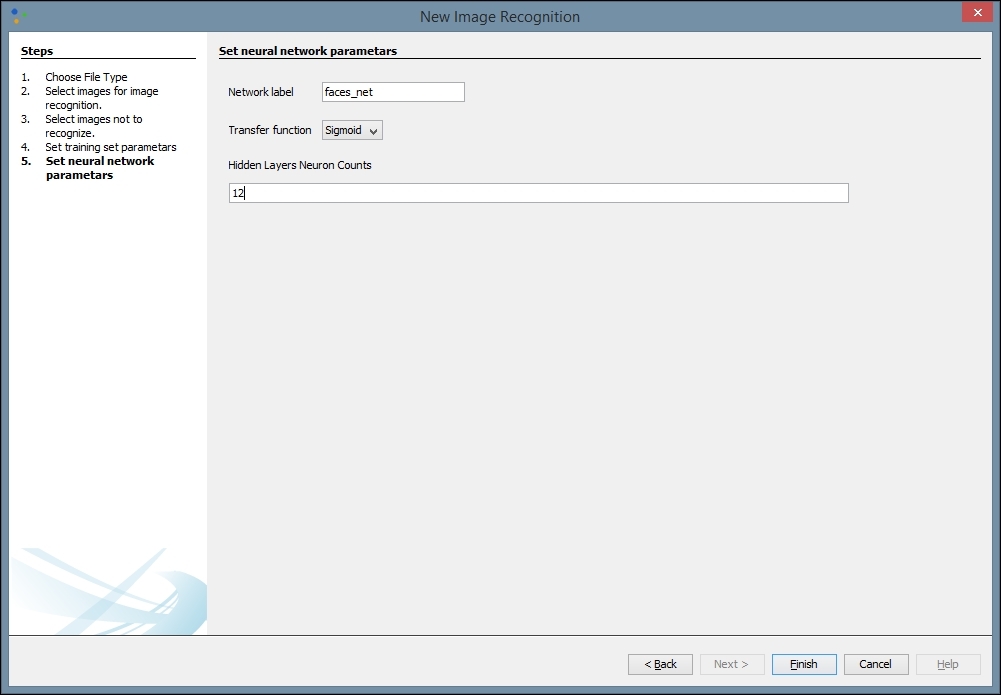 New Image Recognition
Steps
1. Choose File Type
2. Select images for image
recognition.
3. Select images not to
recognize.
4. Set training set parametars
5. Set neural network
parametars
Set neural network parametars
Network label faces_net
Transfer function Sigmoid
Hidden Layers Neuron Counts
12
< Back Next > Finish Cancel Help